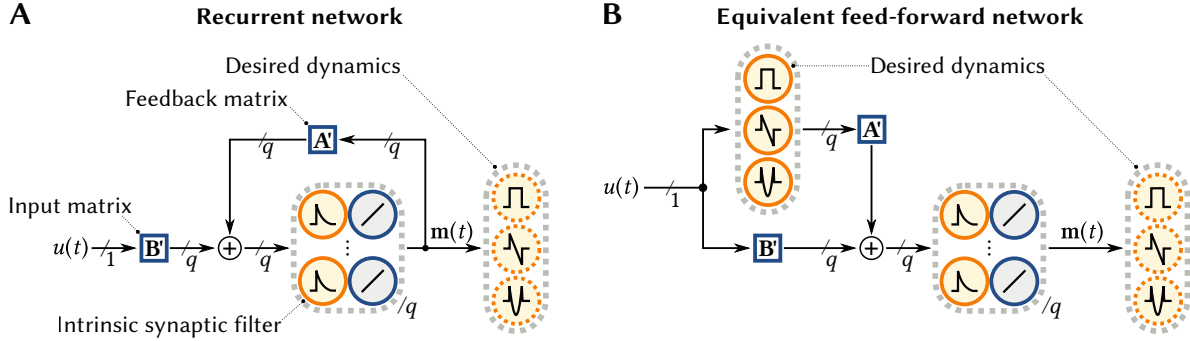 A
Recurrent network
Desired dynamics
Feedback matrix
A'
q
q
Input matrix
u(t)
1
B'
q
+
q
⋮
m(t)
q
Intrinsic synaptic filter
B
Equivalent feed-forward network
Desired dynamics
q
A'
u(t)
1
B'
q
+
q
⋮
m(t)
q